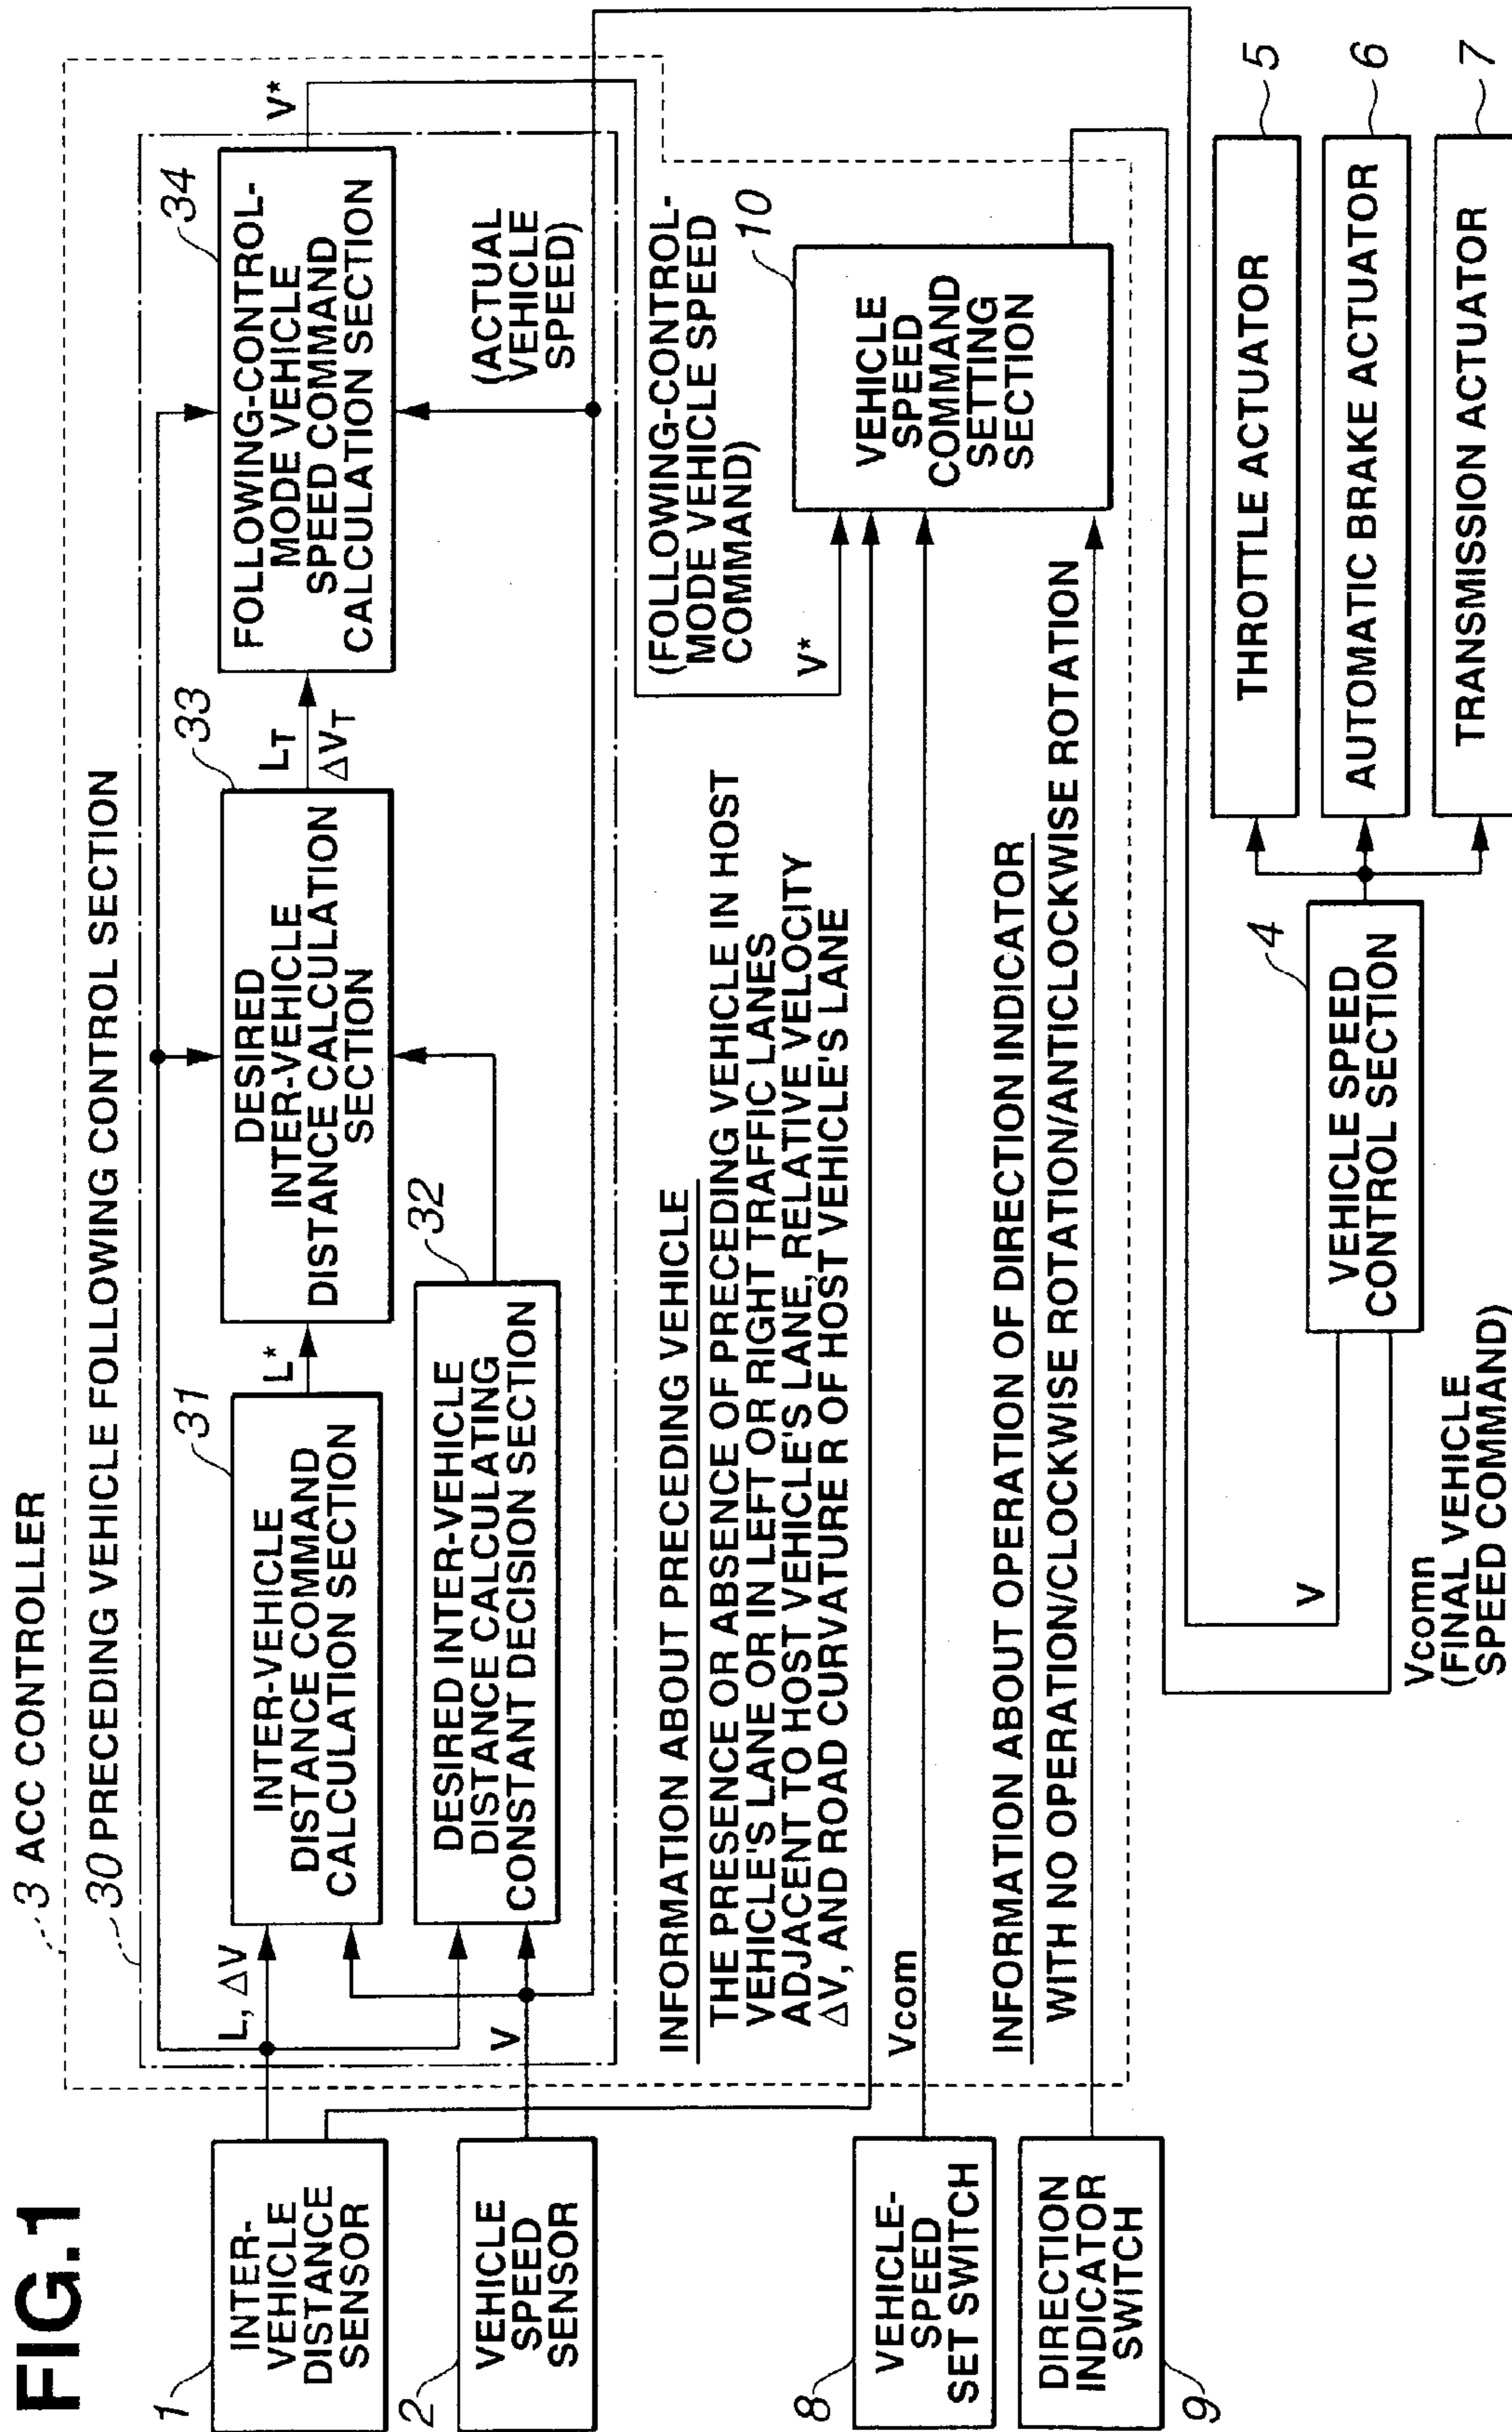 FIG.1
3 ACC CONTROLLER
30 PRECEDING VEHICLE FOLLOWING CONTROL SECTION
1
INTER-
VEHICLE
DISTANCE
SENSOR
2
VEHICLE
SPEED
SENSOR
8
VEHICLE-
SPEED
SET SWITCH
9
DIRECTION
INDICATOR
SWITCH
L, ΔV
V
31
INTER-VEHICLE
DISTANCE COMMAND
CALCULATION SECTION
L*
32
DESIRED INTER-VEHICLE
DISTANCE CALCULATING
CONSTANT DECISION SECTION
33
DESIRED
INTER-VEHICLE
DISTANCE CALCULATION
SECTION
LT
ΔVT
34
FOLLOWING-CONTROL-
MODE VEHICLE
SPEED COMMAND
CALCULATION SECTION
V*
(ACTUAL
VEHICLE
SPEED)
INFORMATION ABOUT PRECEDING VEHICLE
THE PRESENCE OR ABSENCE OF PRECEDING VEHICLE IN HOST
VEHICLE'S LANE OR IN LEFT OR RIGHT TRAFFIC LANES
ADJACENT TO HOST VEHICLE'S LANE, RELATIVE VELOCITY
ΔV, AND ROAD CURVATURE R OF HOST VEHICLE'S LANE
(FOLLOWING-CONTROL-
MODE VEHICLE SPEED
COMMAND)
V*
Vcom
10
VEHICLE
SPEED
COMMAND
SETTING
SECTION
INFORMATION ABOUT OPERATION OF DIRECTION INDICATOR
WITH NO OPERATION/CLOCKWISE ROTATION/ANTICLOCKWISE ROTATION
V
Vcomn
(FINAL VEHICLE
SPEED COMMAND)
4
VEHICLE SPEED
CONTROL SECTION
THROTTLE ACTUATOR
5
AUTOMATIC BRAKE ACTUATOR
6
TRANSMISSION ACTUATOR
7